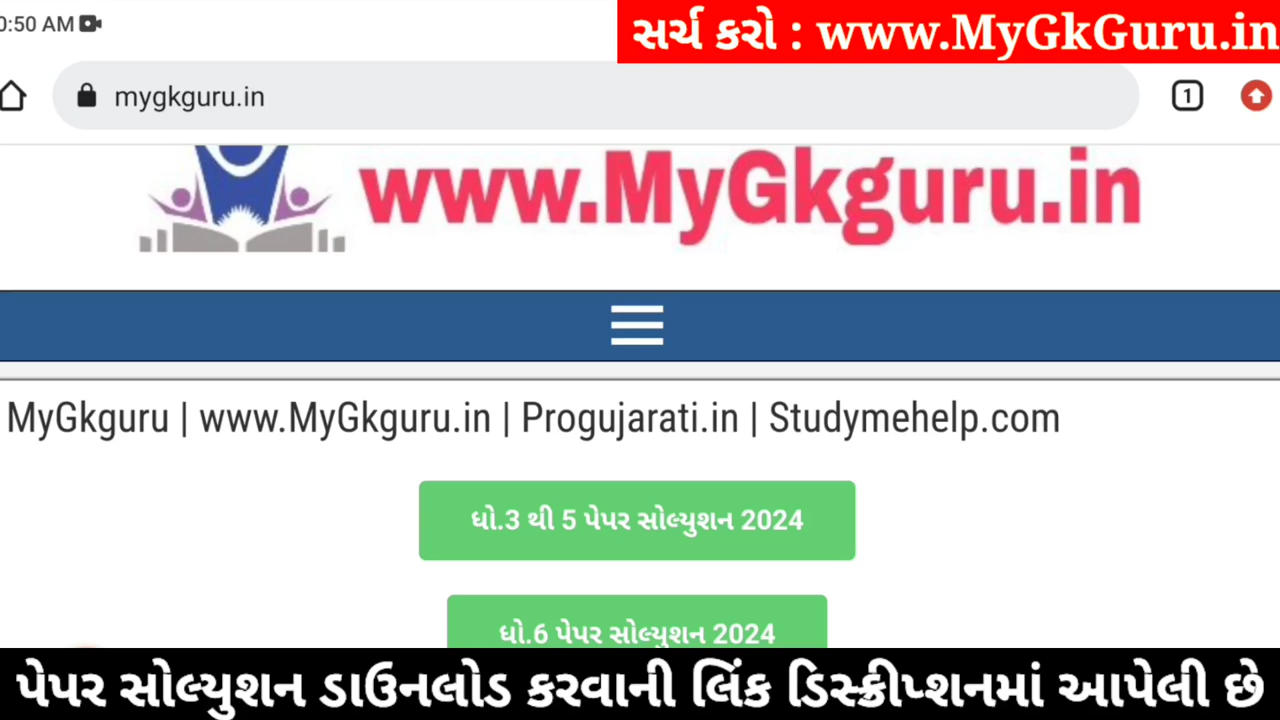 0:50 AM
સર્ચ કરો : www.MyGkGuru.in
mygkguru.in
1
www.MyGkguru.in
MyGkguru | www.MyGkguru.in | Progujarati.in | Studymehelp.com
ધો.3 થી 5 પેપર સોલ્યુશન 2024
ધો.6 પેપર સોલ્યુશન 2024
પેપર સોલ્યુશન ડાઉનલોડ કરવાની લિંક ડિસ્ક્રીપ્શનમાં આપેલી છે